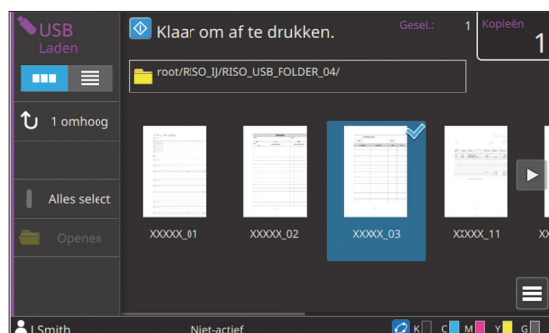 USB
Laden
Klaar om af te drukken.
Gesel.: 1
Kopieën
1
root/RISO_IJ/RISO_USB_FOLDER_04/
1 omhoog
Alles select
Openen
XXXXX_01
XXXXX_02
XXXXX_03
XXXXX_11
XX
J.Smith
Niet-actief
K C M Y G